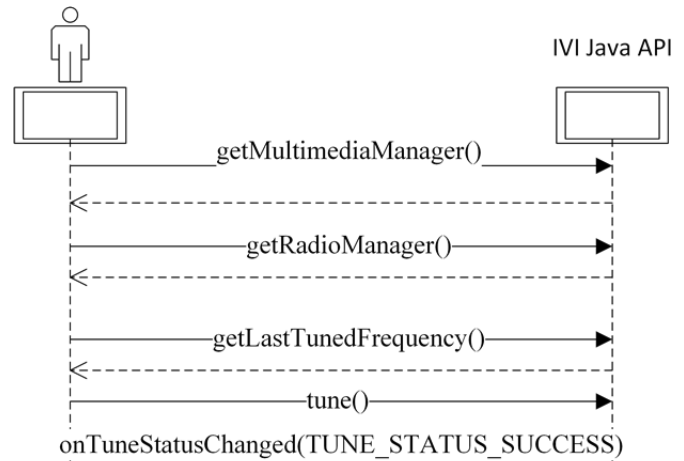 IVI Java API
getMultimediaManager()
getRadioManager()
getLastTunedFrequency()
tune()
onTuneStatusChanged(TUNE_STATUS_SUCCESS)